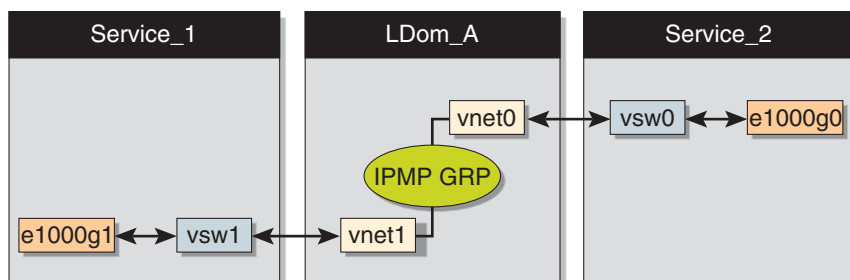 Service_1
LDom_A
Service_2
vnet0
vsw0
e1000g0
IPMP GRP
e1000g1
vsw1
vnet1